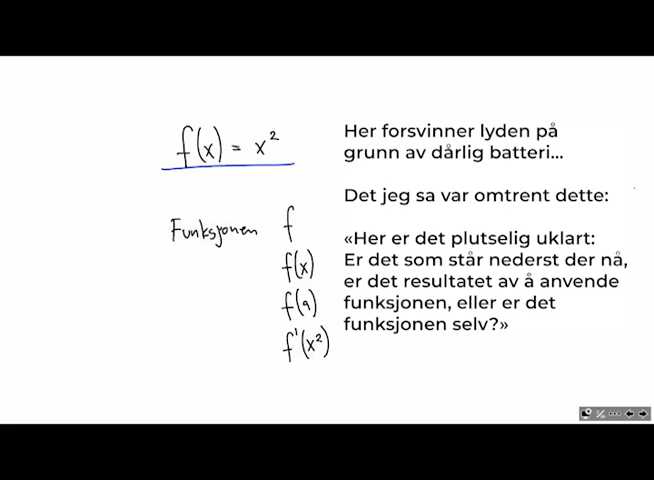 f(x) = x²
Funksjonen f
f(x)
f(a)
f'(x²)
Her forsvinner lyden på
grunn av dårlig batteri...
Det jeg sa var omtrent dette:
«Her er det plutselig uklart:
Er det som står nederst der nå,
er det resultatet av å anvende
funksjonen, eller er det
funksjonen selv?»